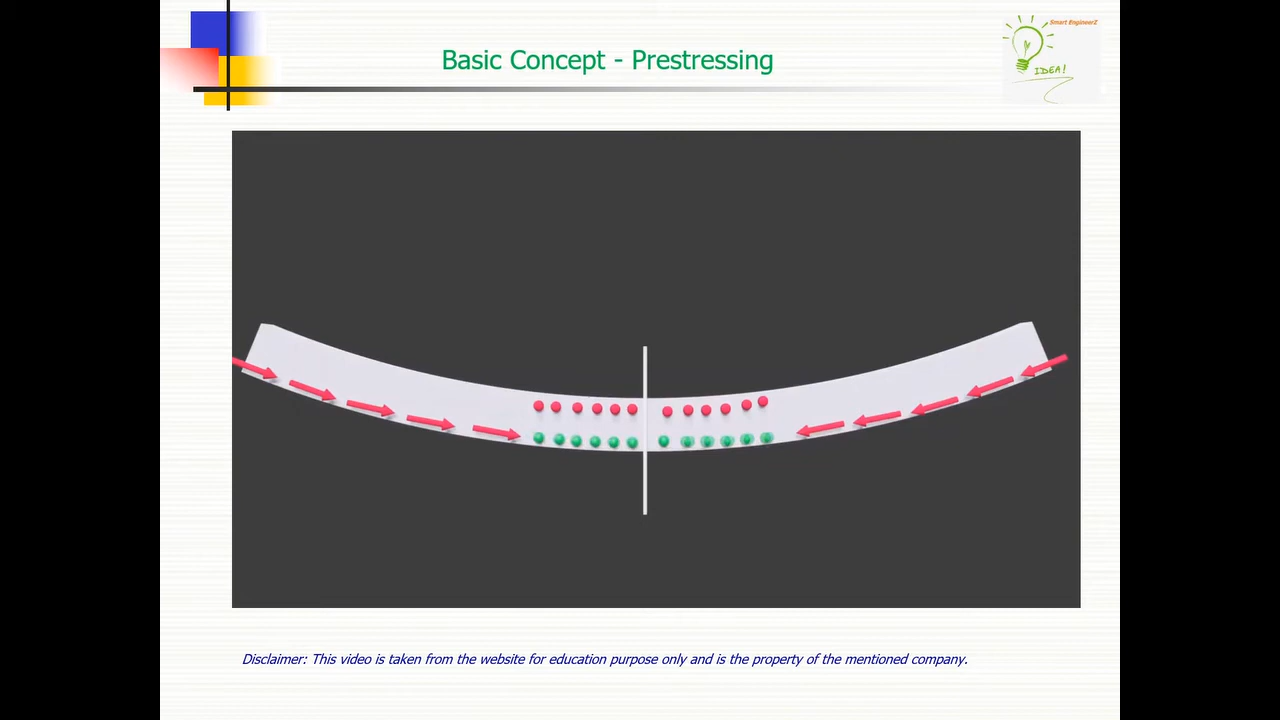 Smart EngineerZ
Basic Concept - Prestressing
IDEA!
Disclaimer: This video is taken from the website for education purpose only and is the property of the mentioned company.